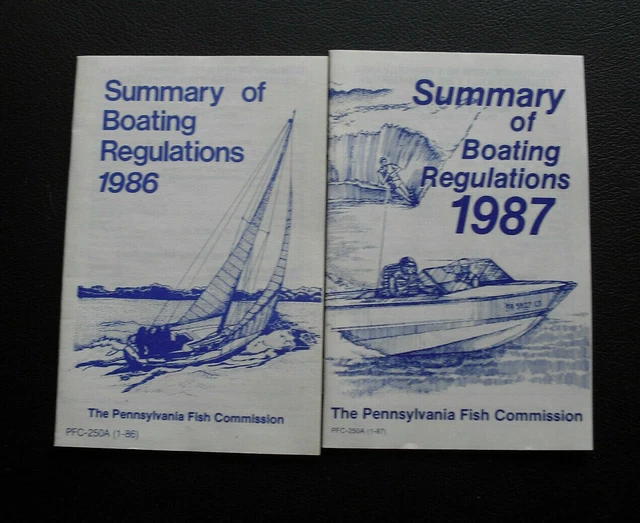 Summary of
Boating
Regulations
1986
The Pennsylvania Fish Commission
PFC-250A (1-86)
Summary
of
Boating
Regulations
1987
The Pennsylvania Fish Commission
PFC-250A (1-87)